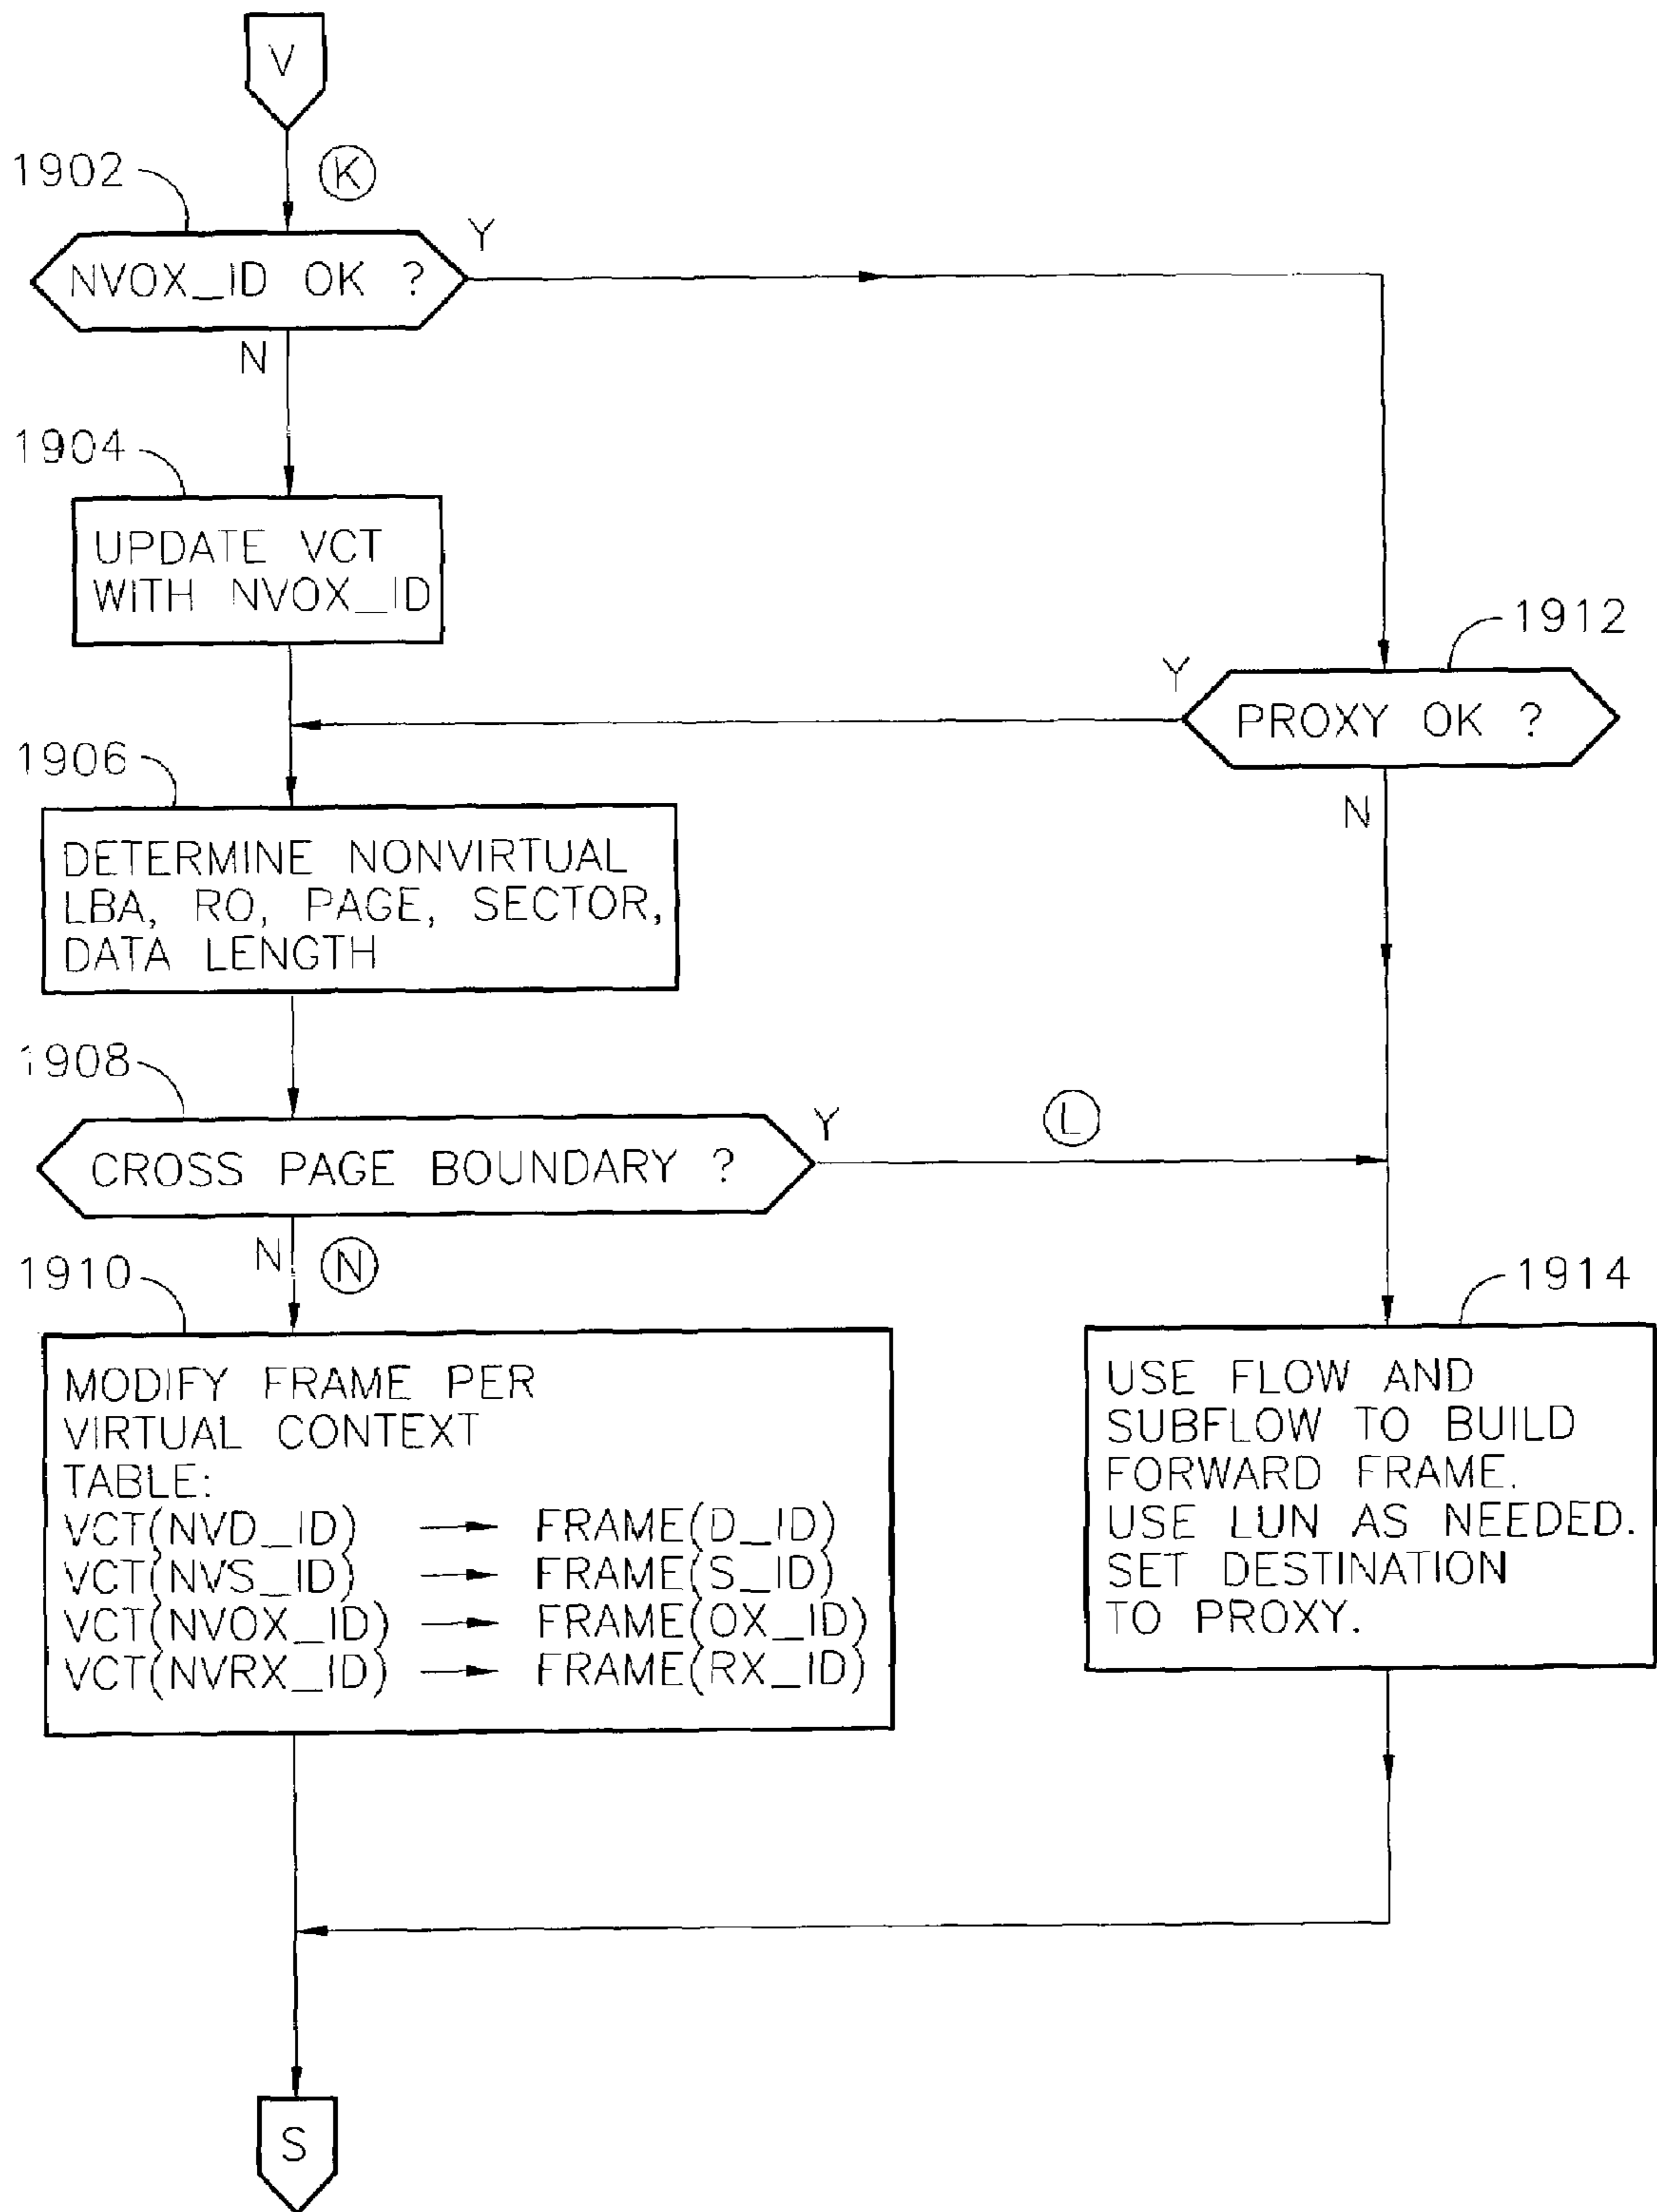 V
K
1902
NVOX_ID OK ?
Y
N
1904
UPDATE VCT
WITH NVOX_ID
1912
PROXY OK ?
Y
N
1906
DETERMINE NONVIRTUAL
LBA, RO, PAGE, SECTOR,
DATA LENGTH
1908
CROSS PAGE BOUNDARY ?
Y
L
N
N
1910
MODIFY FRAME PER
VIRTUAL CONTEXT
TABLE:
VCT(NVD_ID) → FRAME(D_ID)
VCT(NVS_ID) → FRAME(S_ID)
VCT(NVOX_ID) → FRAME(OX_ID)
VCT(NVRX_ID) → FRAME(RX_ID)
1914
USE FLOW AND
SUBFLOW TO BUILD
FORWARD FRAME.
USE LUN AS NEEDED.
SET DESTINATION
TO PROXY.
S